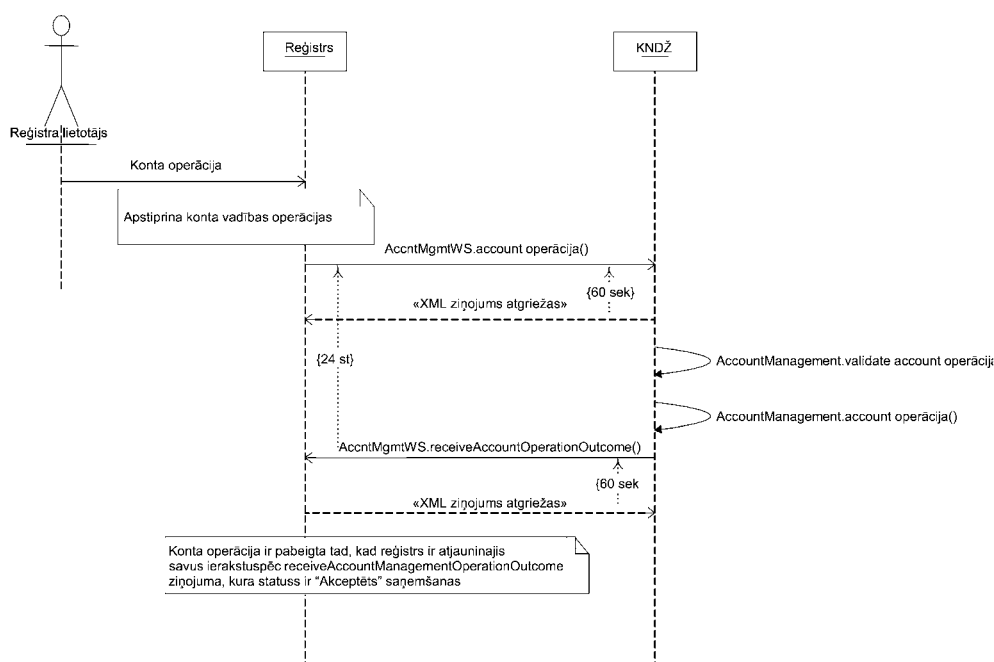 Reģistrs
KNDŽ
Reģistra lietotājs
Konta operācija
Apstiprina konta vadības operācijas
AccntMgmtWS.account operācija()
{60 sek}
«XML ziņojums atgriežas»
{24 st}
AccountManagement.validate account operācija
AccountManagement.account operācija()
AccntMgmtWS.receiveAccountOperationOutcome()
{60 sek
«XML ziņojums atgriežas»
Konta operācija ir pabeigta tad, kad reģistrs ir atjauninajis
savus ierakstuspēc receiveAccountManagementOperationOutcome
ziņojuma, kura statuss ir “Akceptēts” saņemšanas